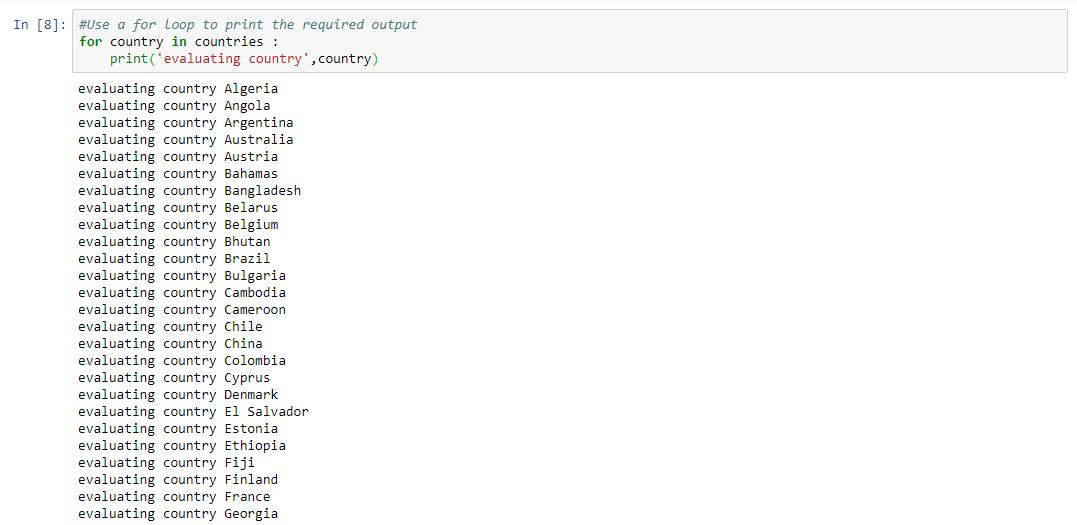 In [8]: #Use a for loop to print the required output
for country in countries :
    print('evaluating country',country)
evaluating country Algeria
evaluating country Angola
evaluating country Argentina
evaluating country Australia
evaluating country Austria
evaluating country Bahamas
evaluating country Bangladesh
evaluating country Belarus
evaluating country Belgium
evaluating country Bhutan
evaluating country Brazil
evaluating country Bulgaria
evaluating country Cambodia
evaluating country Cameroon
evaluating country Chile
evaluating country China
evaluating country Colombia
evaluating country Cyprus
evaluating country Denmark
evaluating country El Salvador
evaluating country Estonia
evaluating country Ethiopia
evaluating country Fiji
evaluating country Finland
evaluating country France
evaluating country Georgia